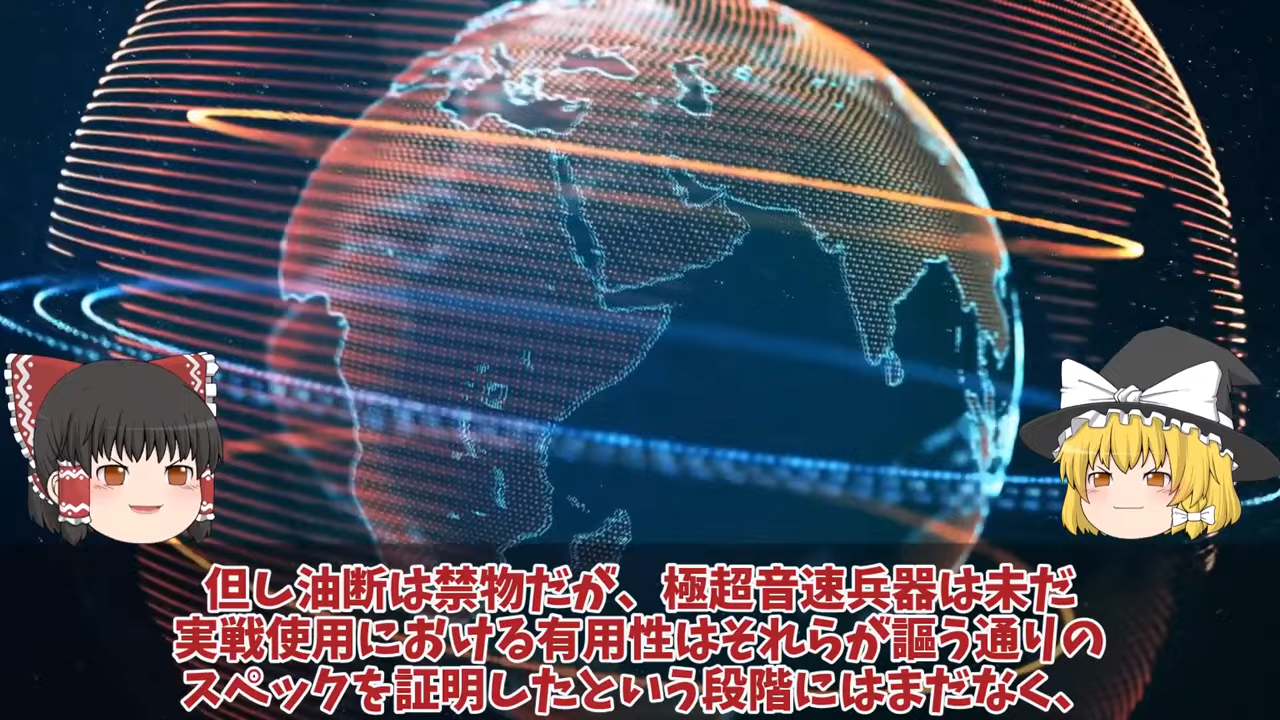 但し油断は禁物だが、極超音速兵器は未だ
実戦使用における有用性はそれらが謳う通りの
スペックを証明したという段階にはまだなく、